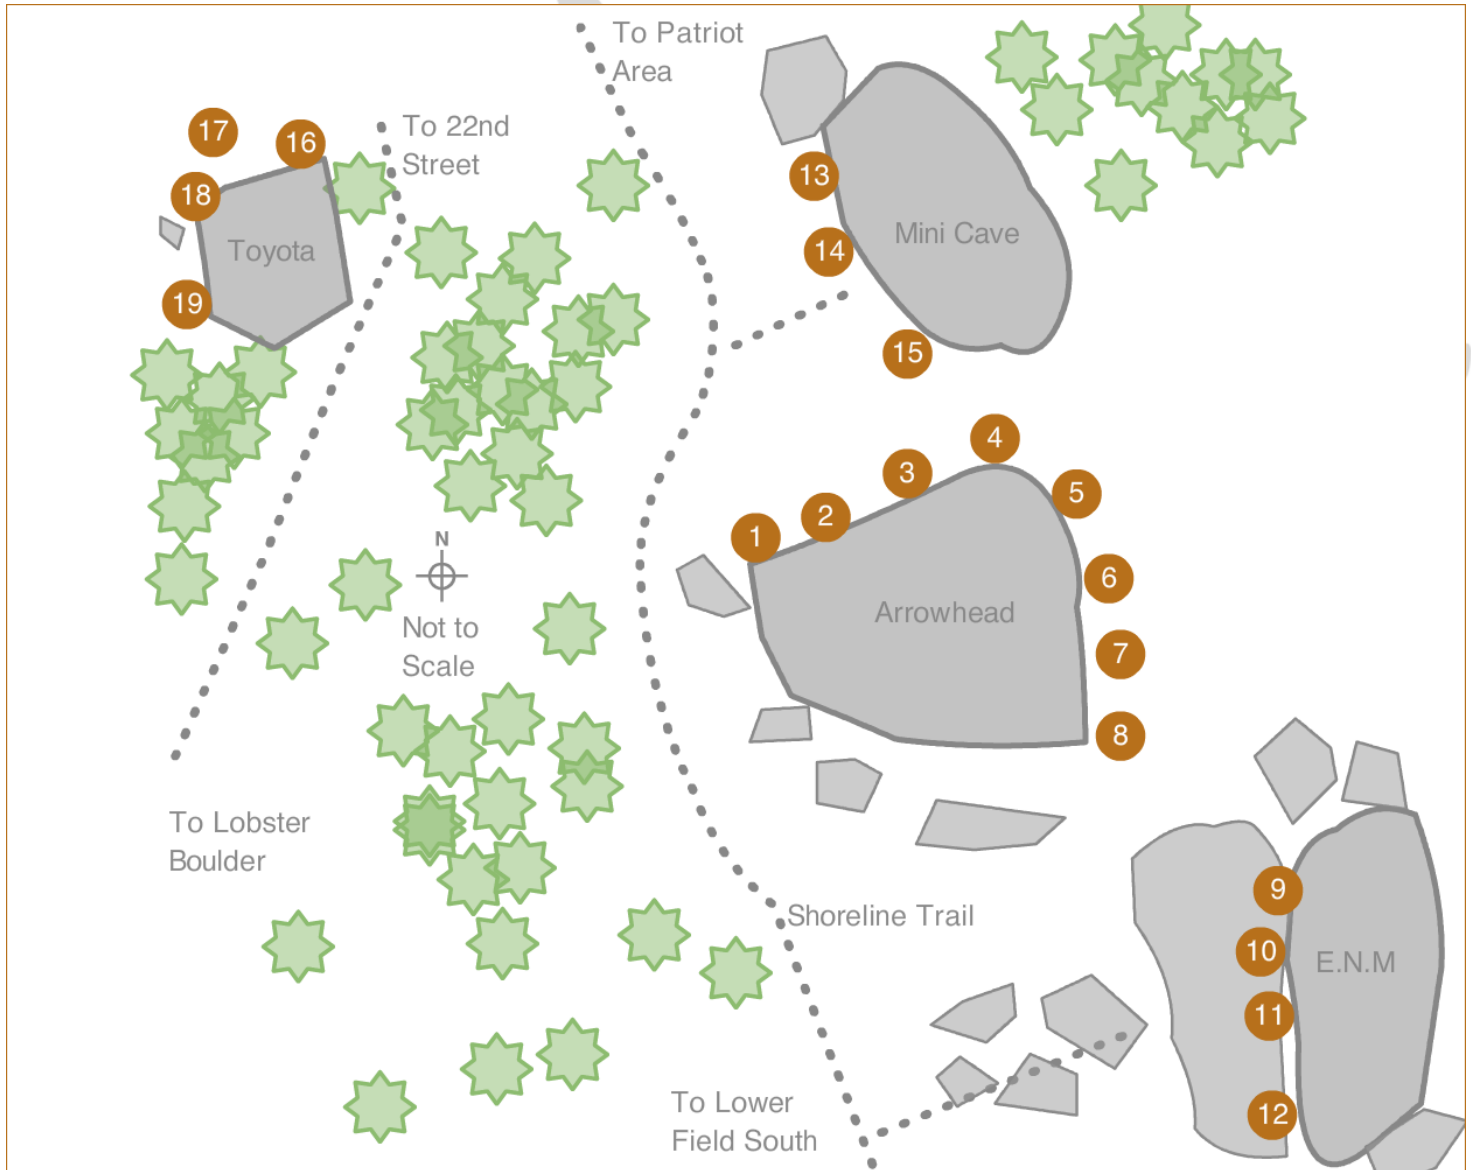 To Patriot
Area
17
16
To 22nd
Street
18
13
Toyota
14
Mini Cave
19
15
4
3
5
2
1
N
6
Arrowhead
Not to
Scale
7
8
To Lobster
Boulder
9
Shoreline Trail
10
E.N.M
11
To Lower
Field South
12